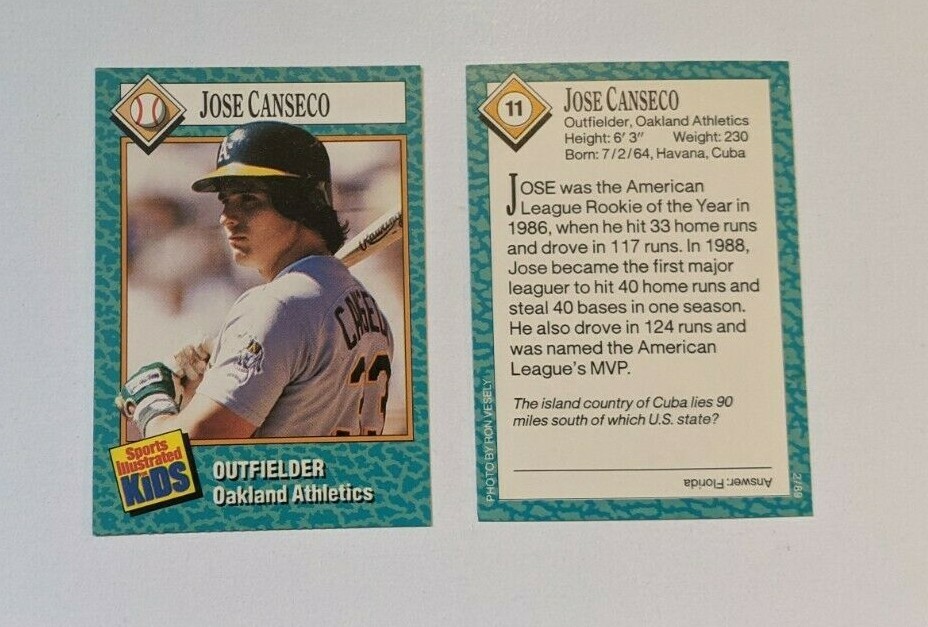 JOSE CANSECO
A's
CANSECO
33
Sports
Illustrated
for
KIDS
OUTFIELDER
Oakland Athletics
11
JOSE CANSECO
Outfielder, Oakland Athletics
Height: 6' 3" Weight: 230
Born: 7/2/64, Havana, Cuba
JOSE was the American
League Rookie of the Year in
1986, when he hit 33 home runs
and drove in 117 runs. In 1988,
Jose became the first major
leaguer to hit 40 home runs and
steal 40 bases in one season.
He also drove in 124 runs and
was named the American
League's MVP.
The island country of Cuba lies 90
miles south of which U.S. state?
Answer: Florida
PHOTO BY RON VESELY
2/89